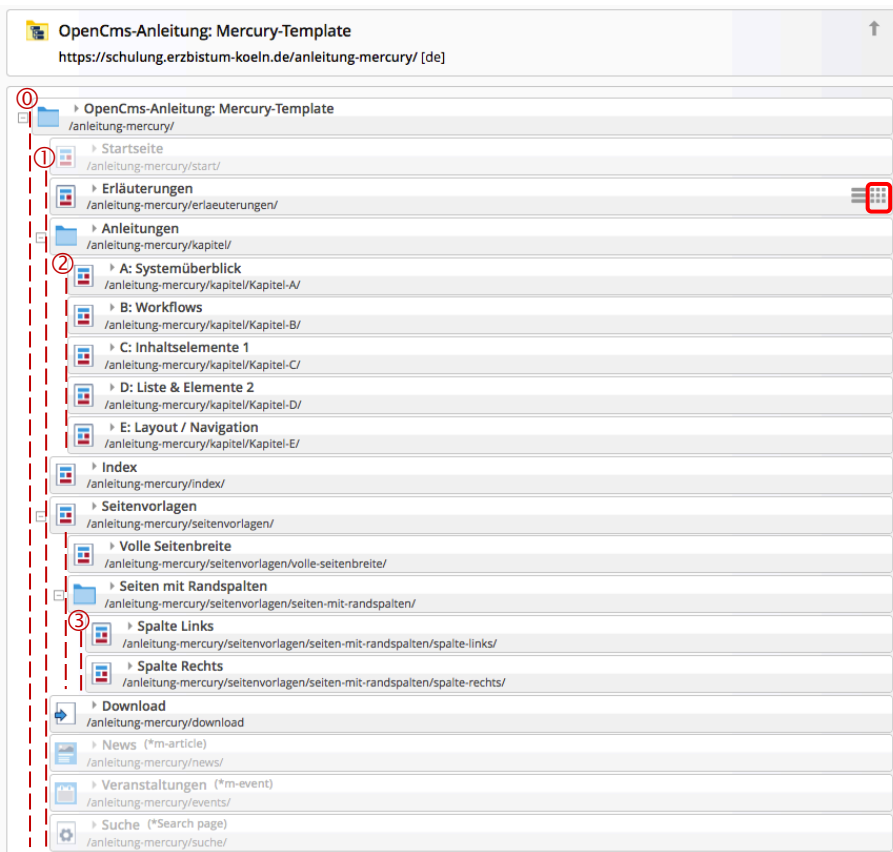 OpenCms-Anleitung: Mercury-Template
https://schulung.erzbistum-koeln.de/anleitung-mercury/ [de]
⓪
OpenCms-Anleitung: Mercury-Template
/anleitung-mercury/
①
Startseite
/anleitung-mercury/start/
Erläuterungen
/anleitung-mercury/erlaeuterungen/
Anleitungen
/anleitung-mercury/kapitel/
②
A: Systemüberblick
/anleitung-mercury/kapitel/Kapitel-A/
B: Workflows
/anleitung-mercury/kapitel/Kapitel-B/
C: Inhaltselemente 1
/anleitung-mercury/kapitel/Kapitel-C/
D: Liste & Elemente 2
/anleitung-mercury/kapitel/Kapitel-D/
E: Layout / Navigation
/anleitung-mercury/kapitel/Kapitel-E/
Index
/anleitung-mercury/index/
Seitenvorlagen
/anleitung-mercury/seitenvorlagen/
Volle Seitenbreite
/anleitung-mercury/seitenvorlagen/volle-seitenbreite/
Seiten mit Randspalten
/anleitung-mercury/seitenvorlagen/seiten-mit-randspalten/
③
Spalte Links
/anleitung-mercury/seitenvorlagen/seiten-mit-randspalten/spalte-links/
Spalte Rechts
/anleitung-mercury/seitenvorlagen/seiten-mit-randspalten/spalte-rechts/
Download
/anleitung-mercury/download
News (*m-article)
/anleitung-mercury/news/
Veranstaltungen (*m-event)
/anleitung-mercury/events/
Suche (*Search page)
/anleitung-mercury/suche/